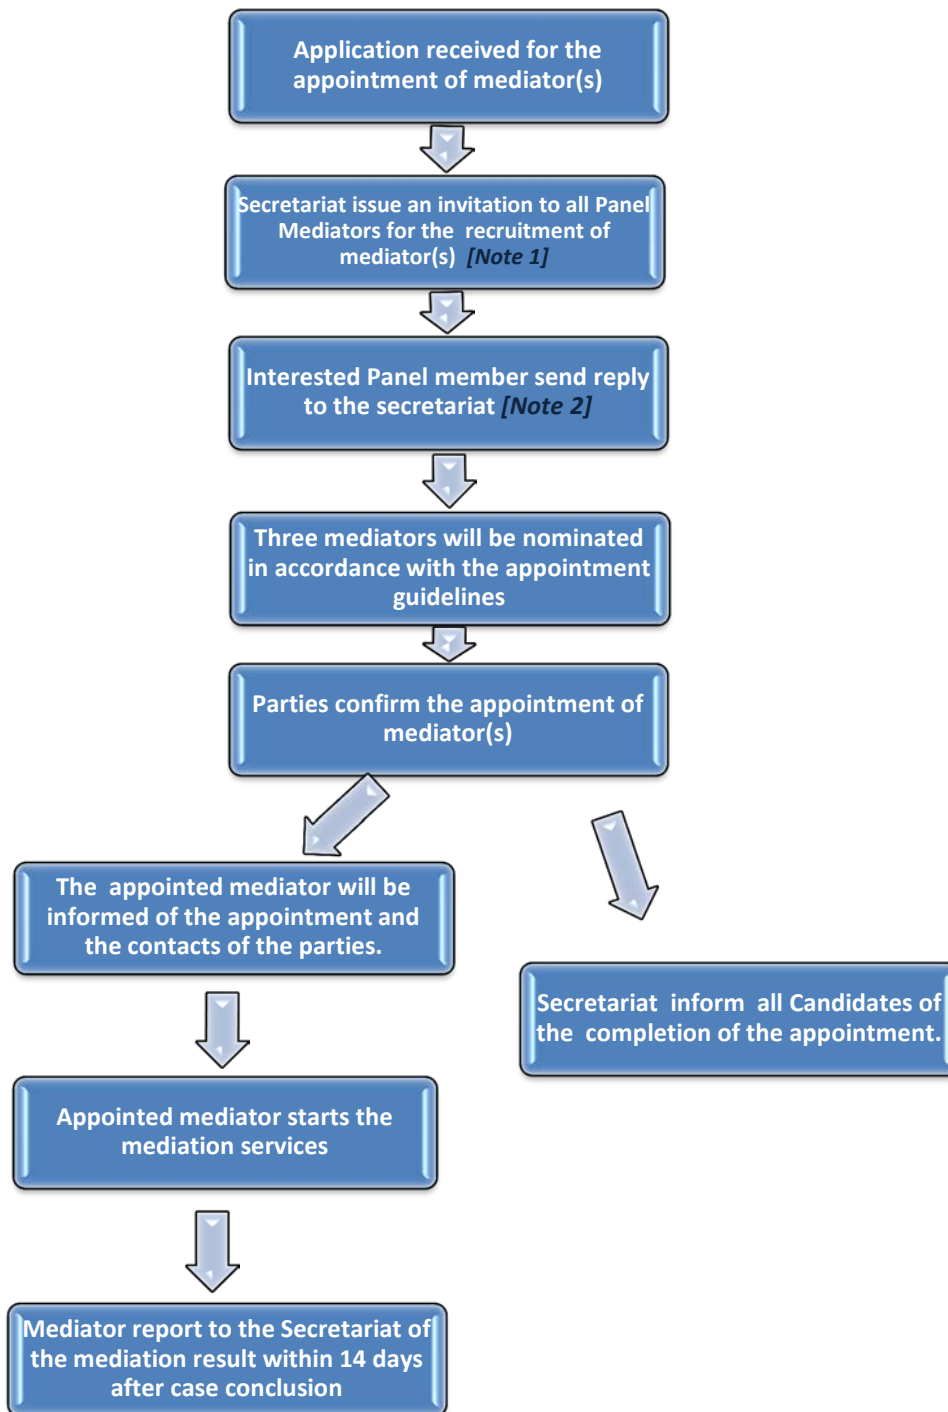 Application received for the
appointment of mediator(s)
Secretariat issue an invitation to all Panel
Mediators for the recruitment of
mediator(s) [Note 1]
Interested Panel member send reply
to the secretariat [Note 2]
Three mediators will be nominated
in accordance with the appointment
guidelines
Parties confirm the appointment of
mediator(s)
The appointed mediator will be
informed of the appointment and
the contacts of the parties.
Secretariat inform all Candidates of
the completion of the appointment.
Appointed mediator starts the
mediation services
Mediator report to the Secretariat of
the mediation result within 14 days
after case conclusion